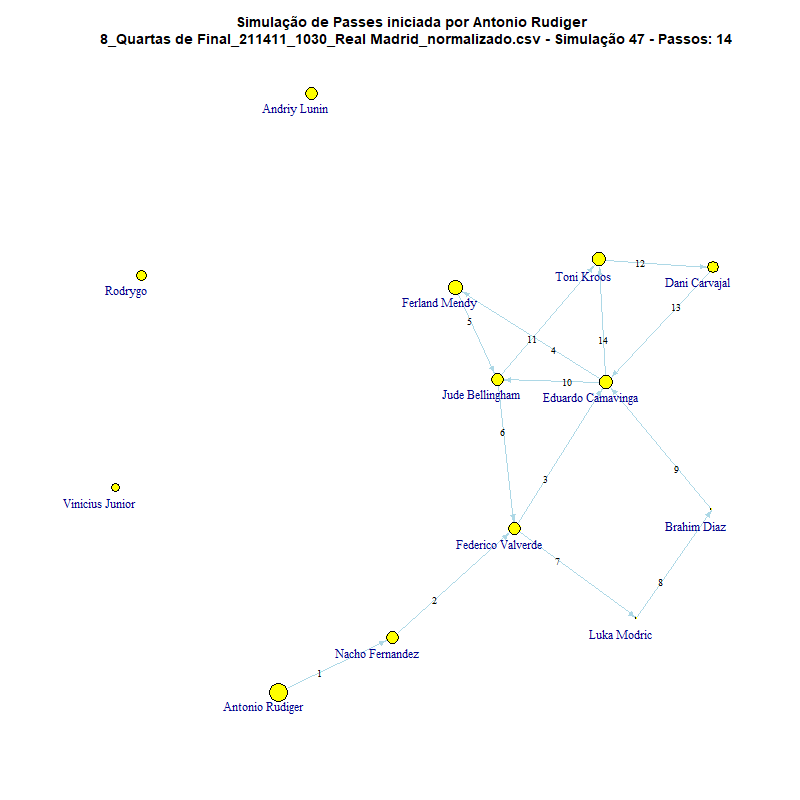 Simulação de Passes iniciada por Antonio Rudiger
8_Quartas de Final_211411_1030_Real Madrid_normalizado.csv - Simulação 47 - Passos: 14
Andriy Lunin
12
Toni Kroos
Dani Carvajal
Rodrygo
Ferland Mendy
13
5
11
14
4
10
Jude Bellingham
Eduardo Camavinga
6
9
3
Vinicius Junior
Brahim Diaz
Federico Valverde
7
8
2
Luka Modric
Nacho Fernandez
1
Antonio Rudiger